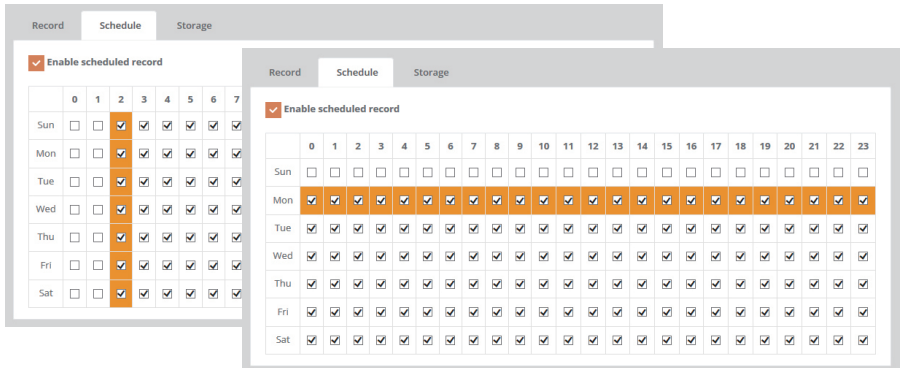 Record Schedule Storage
Enable scheduled record
0 1 2 3 4 5 6 7
Sun
Mon
Tue
Wed
Thu
Fri
Sat
Record Schedule Storage
Enable scheduled record
0 1 2 3 4 5 6 7 8 9 10 11 12 13 14 15 16 17 18 19 20 21 22 23
Sun
Mon
Tue
Wed
Thu
Fri
Sat